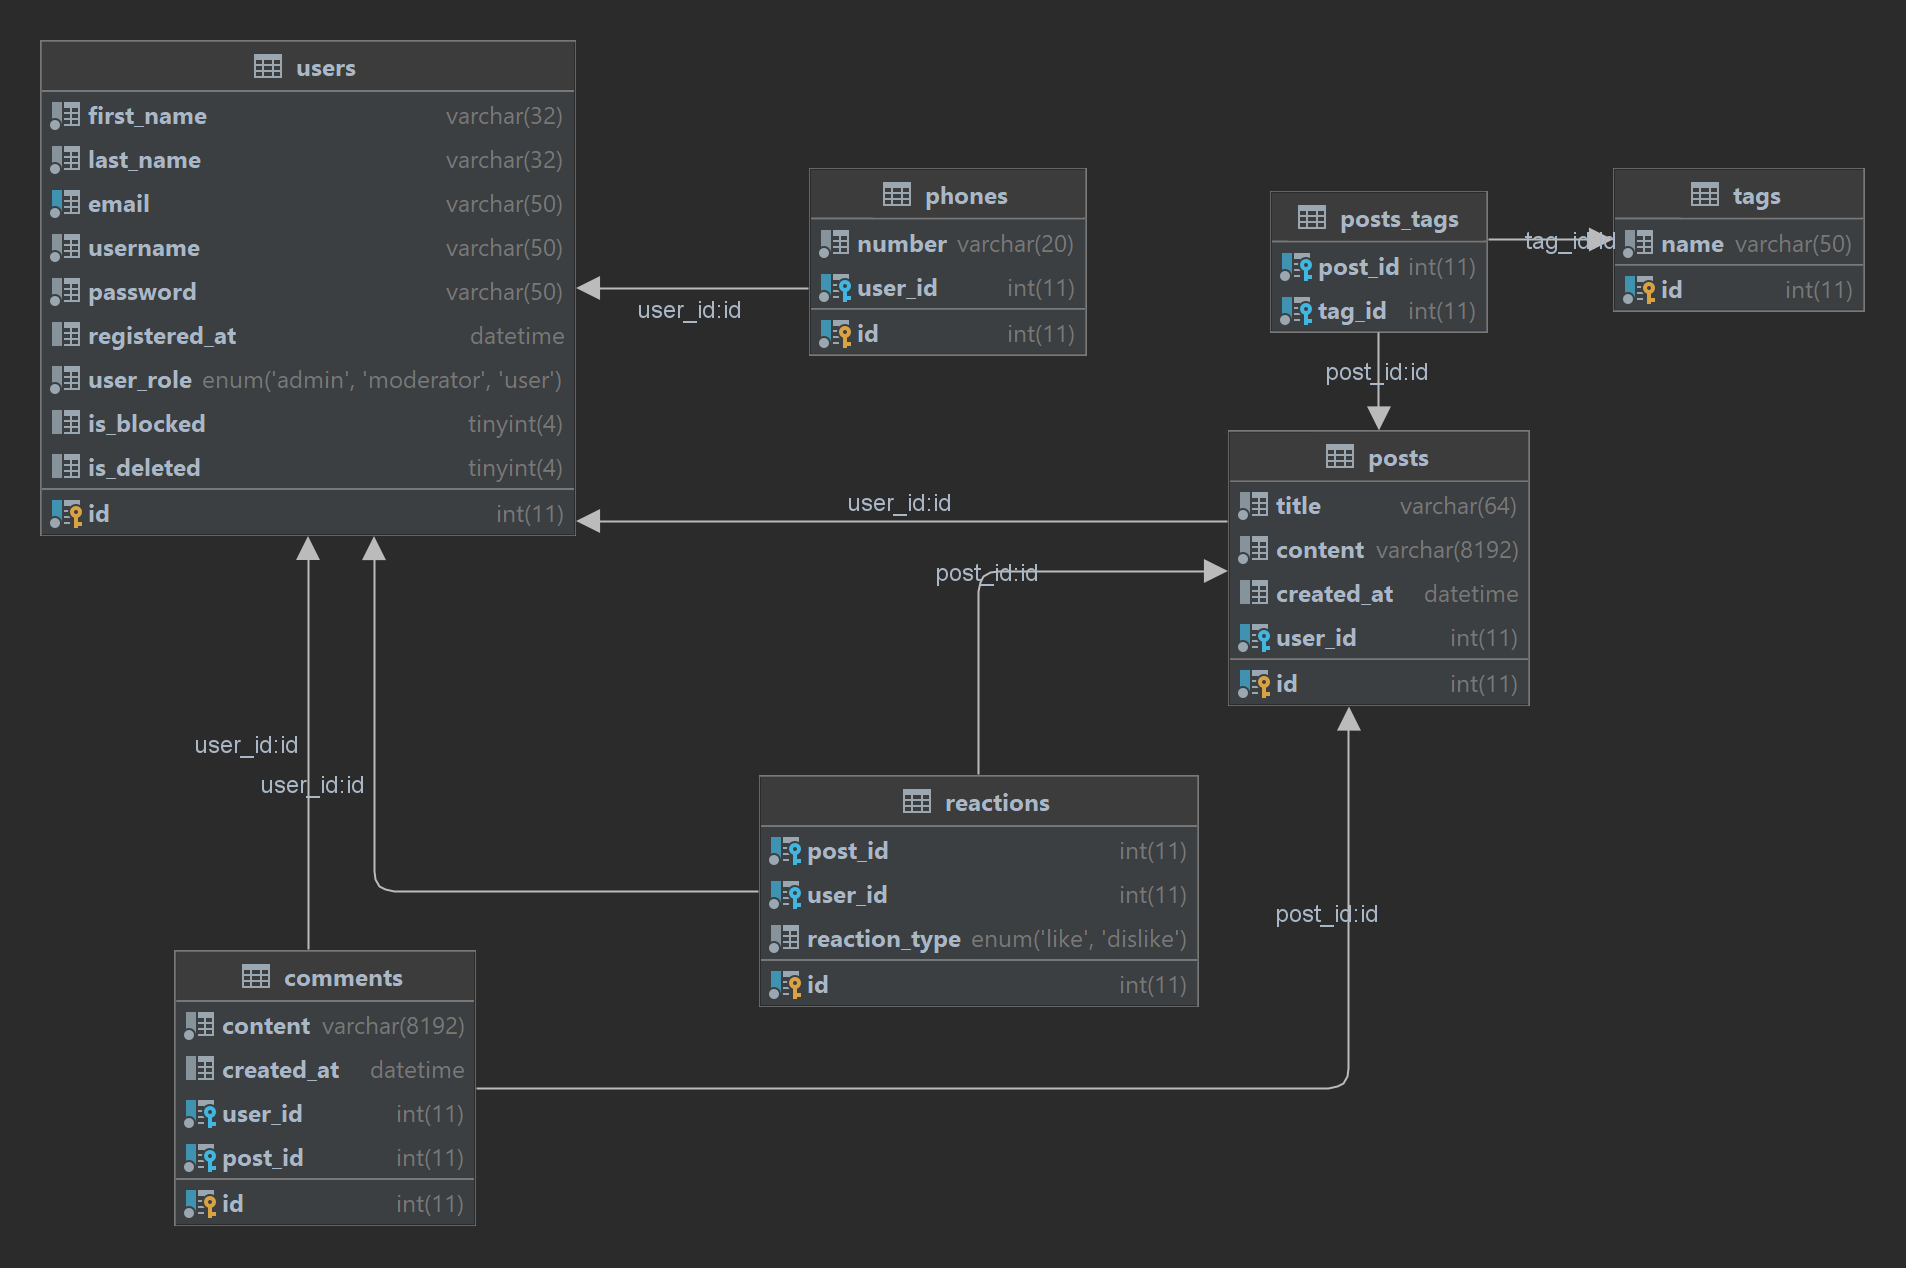 users
first_name varchar(32)
last_name varchar(32)
email varchar(50)
username varchar(50)
password varchar(50)
registered_at datetime
user_role enum('admin', 'moderator', 'user')
is_blocked tinyint(4)
is_deleted tinyint(4)
id int(11)
phones
number varchar(20)
user_id int(11)
id int(11)
user_id:id
posts_tags
post_id int(11)
tag_id int(11)
tag_id:id
tags
name varchar(50)
id int(11)
post_id:id
posts
title varchar(64)
content varchar(8192)
created_at datetime
user_id int(11)
id int(11)
user_id:id
post_id:id
user_id:id
user_id:id
reactions
post_id int(11)
user_id int(11)
reaction_type enum('like', 'dislike')
id int(11)
post_id:id
comments
content varchar(8192)
created_at datetime
user_id int(11)
post_id int(11)
id int(11)